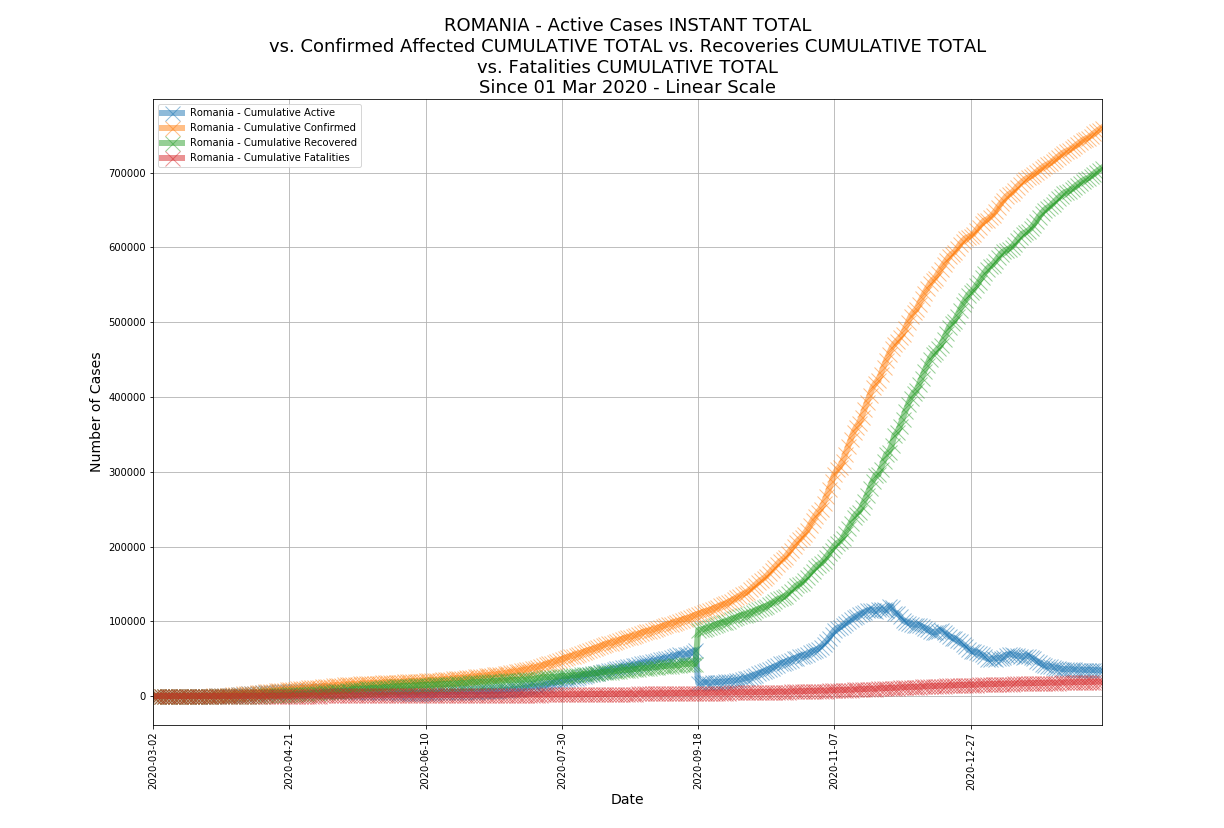 ROMANIA - Active Cases INSTANT TOTAL
vs. Confirmed Affected CUMULATIVE TOTAL vs. Recoveries CUMULATIVE TOTAL
vs. Fatalities CUMULATIVE TOTAL
Since 01 Mar 2020 - Linear Scale
Romania - Cumulative Active
Romania - Cumulative Confirmed
Romania - Cumulative Recovered
Romania - Cumulative Fatalities
Number of Cases
700000
600000
500000
400000
300000
200000
100000
0
2020-03-02
2020-04-21
2020-06-10
2020-07-30
2020-09-18
2020-11-07
2020-12-27
Date